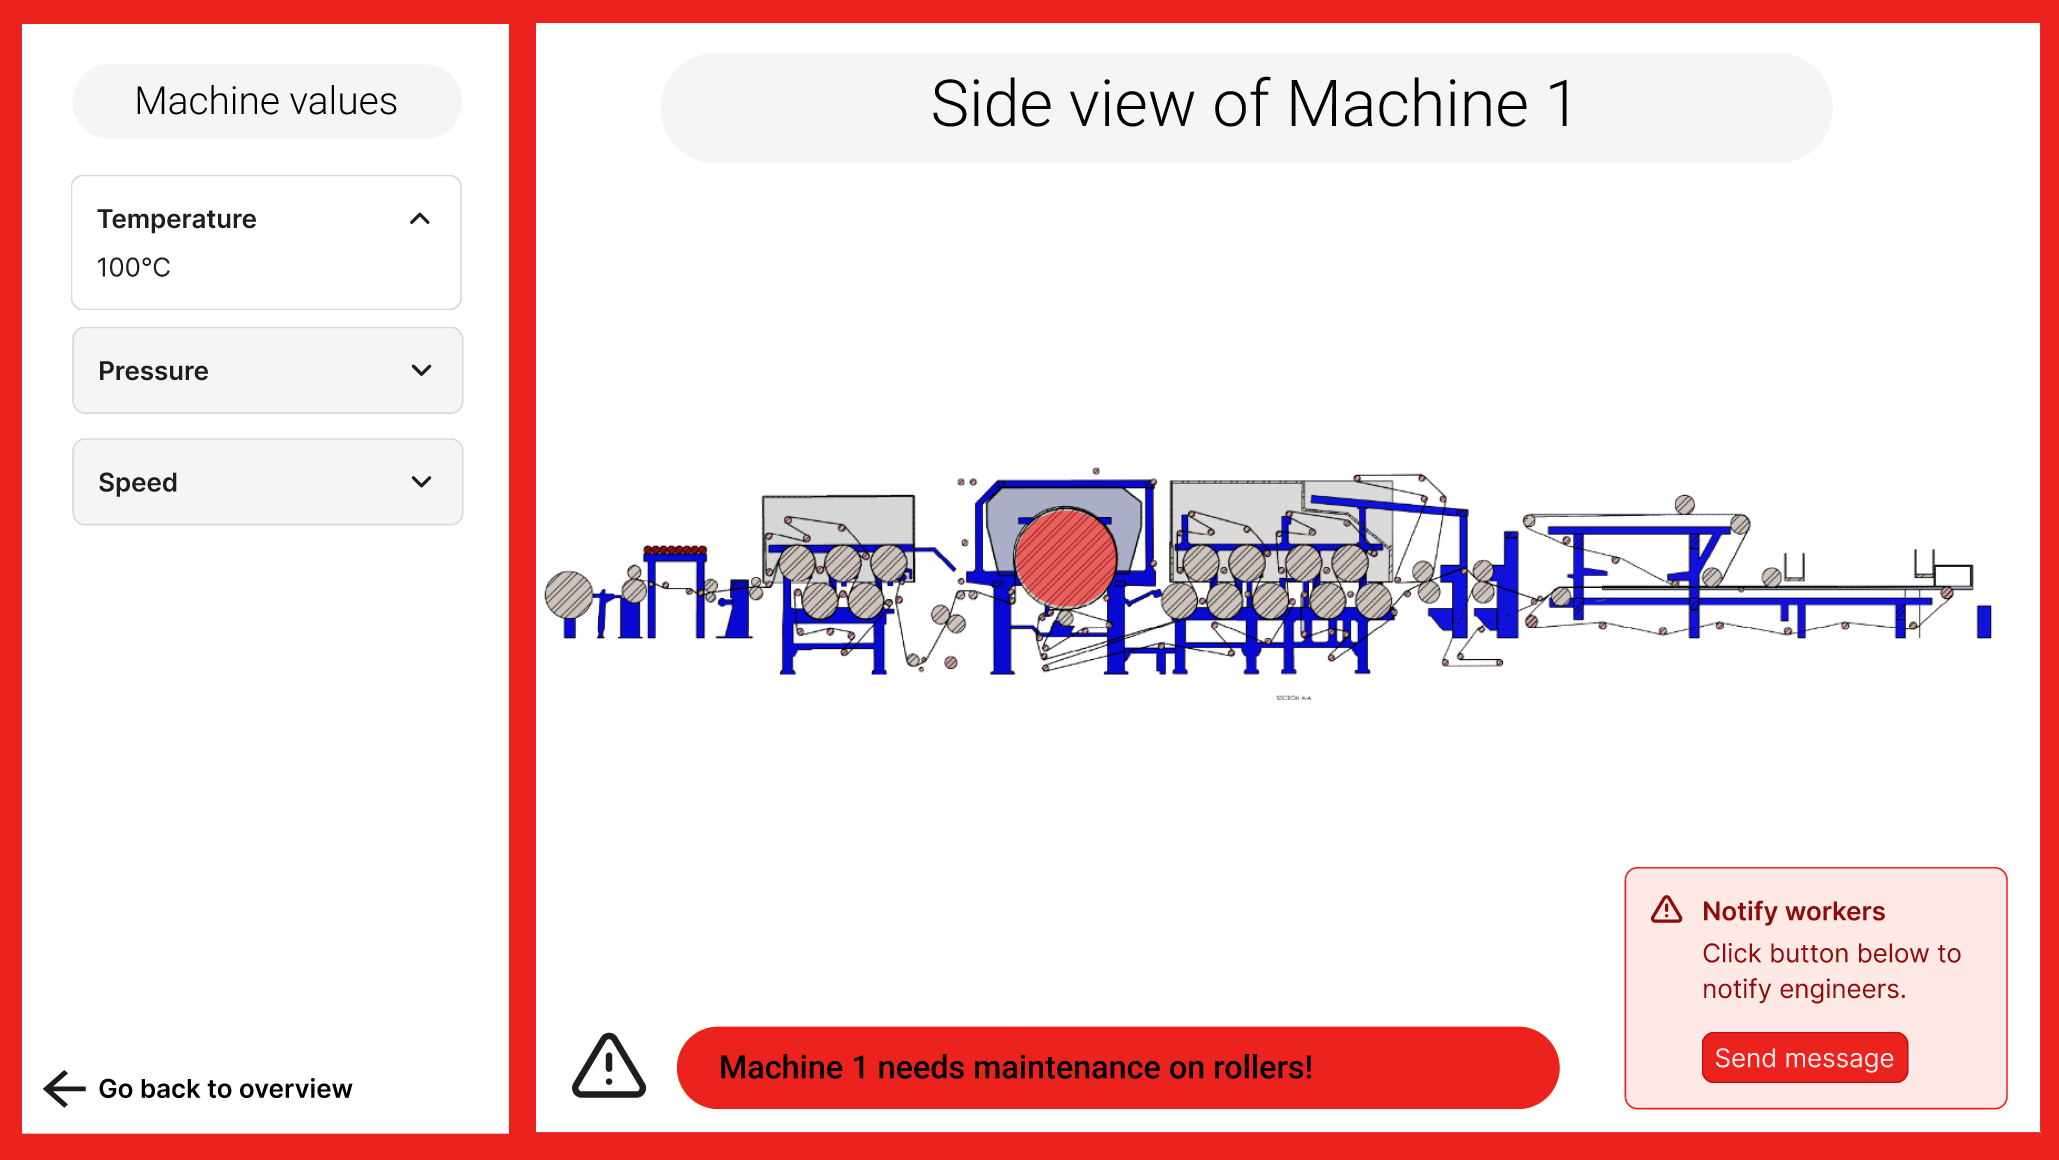 Machine values
Temperature
100°C
Pressure
Speed
Go back to overview
Side view of Machine 1
SECTION A-A
Machine 1 needs maintenance on rollers!
Notify workers
Click button below to
notify engineers.
Send message